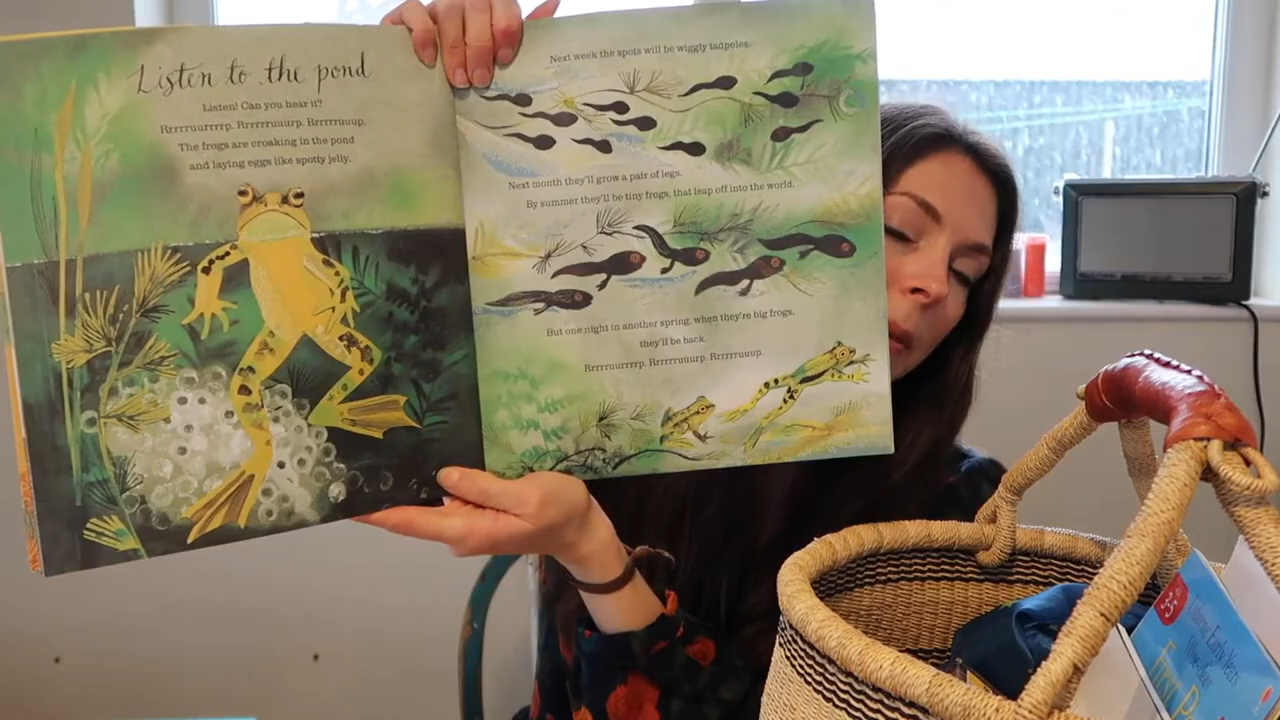 Listen to the pond
Listen! Can you hear it?
Rrrrruurrrrp. Rrrrrruuurp. Rrrrrruuup.
The frogs are croaking in the pond
and laying eggs like spotty jelly.
Next week the spots will be wiggly tadpoles.
Next month they'll grow a pair of legs.
By summer they'll be tiny frogs, that leap off into the world.
But one night in another spring, when they're big frogs,
they'll be back.
Rrrruurrrrp. Rrrrrruuurp. Rrrrrruuup.